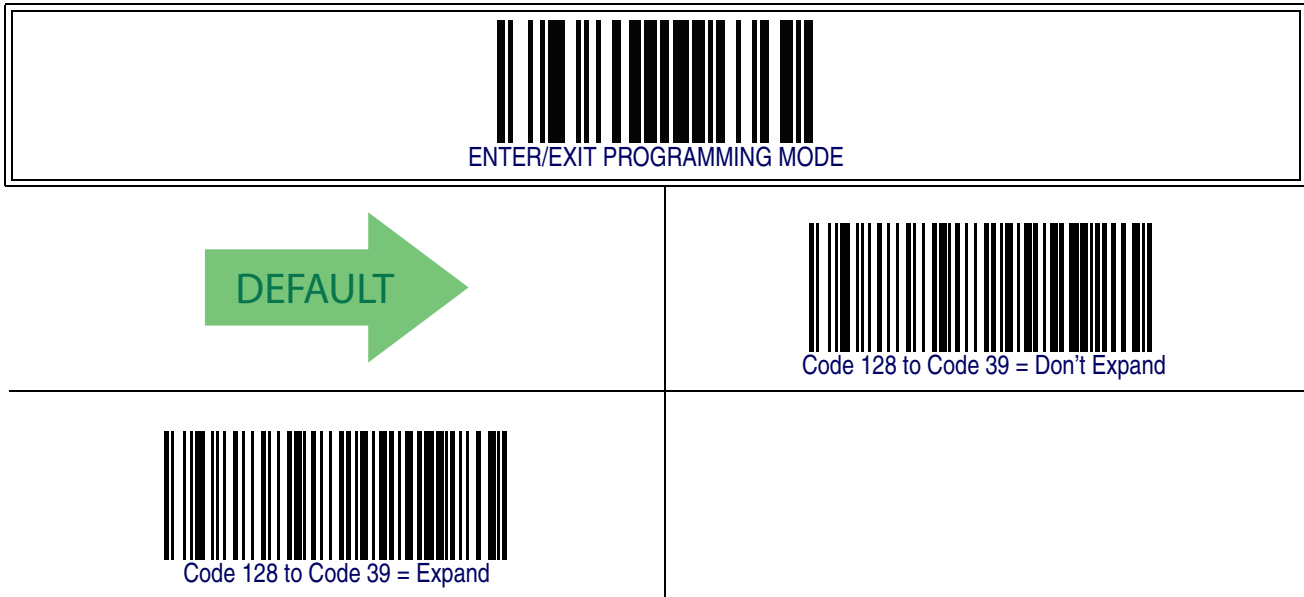 ENTER/EXIT PROGRAMMING MODE
DEFAULT
Code 128 to Code 39 = Don't Expand
Code 128 to Code 39 = Expand